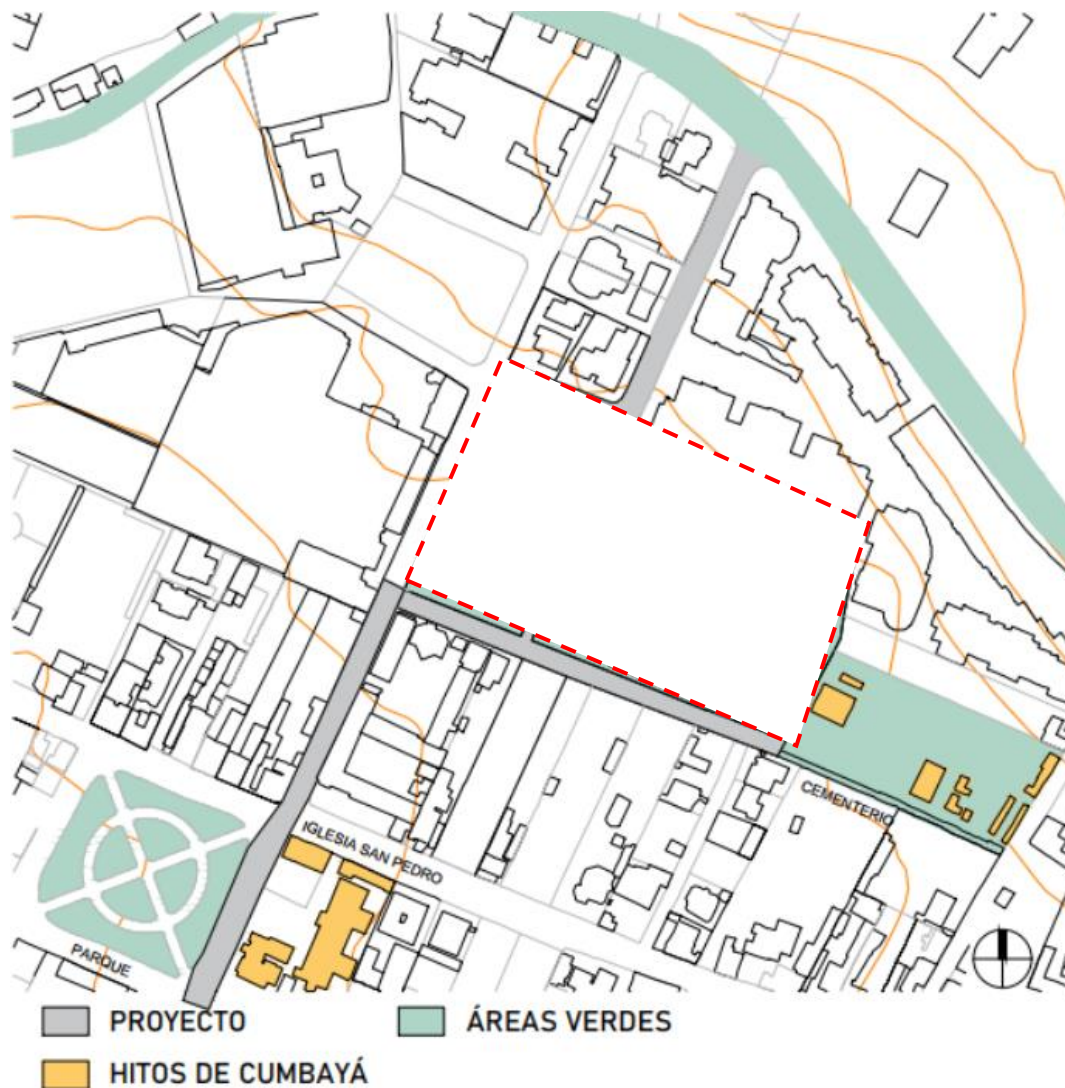 CEMENTERIO
IGLESIA SAN PEDRO
PARQUE
PROYECTO
ÁREAS VERDES
HITOS DE CUMBAYÁ